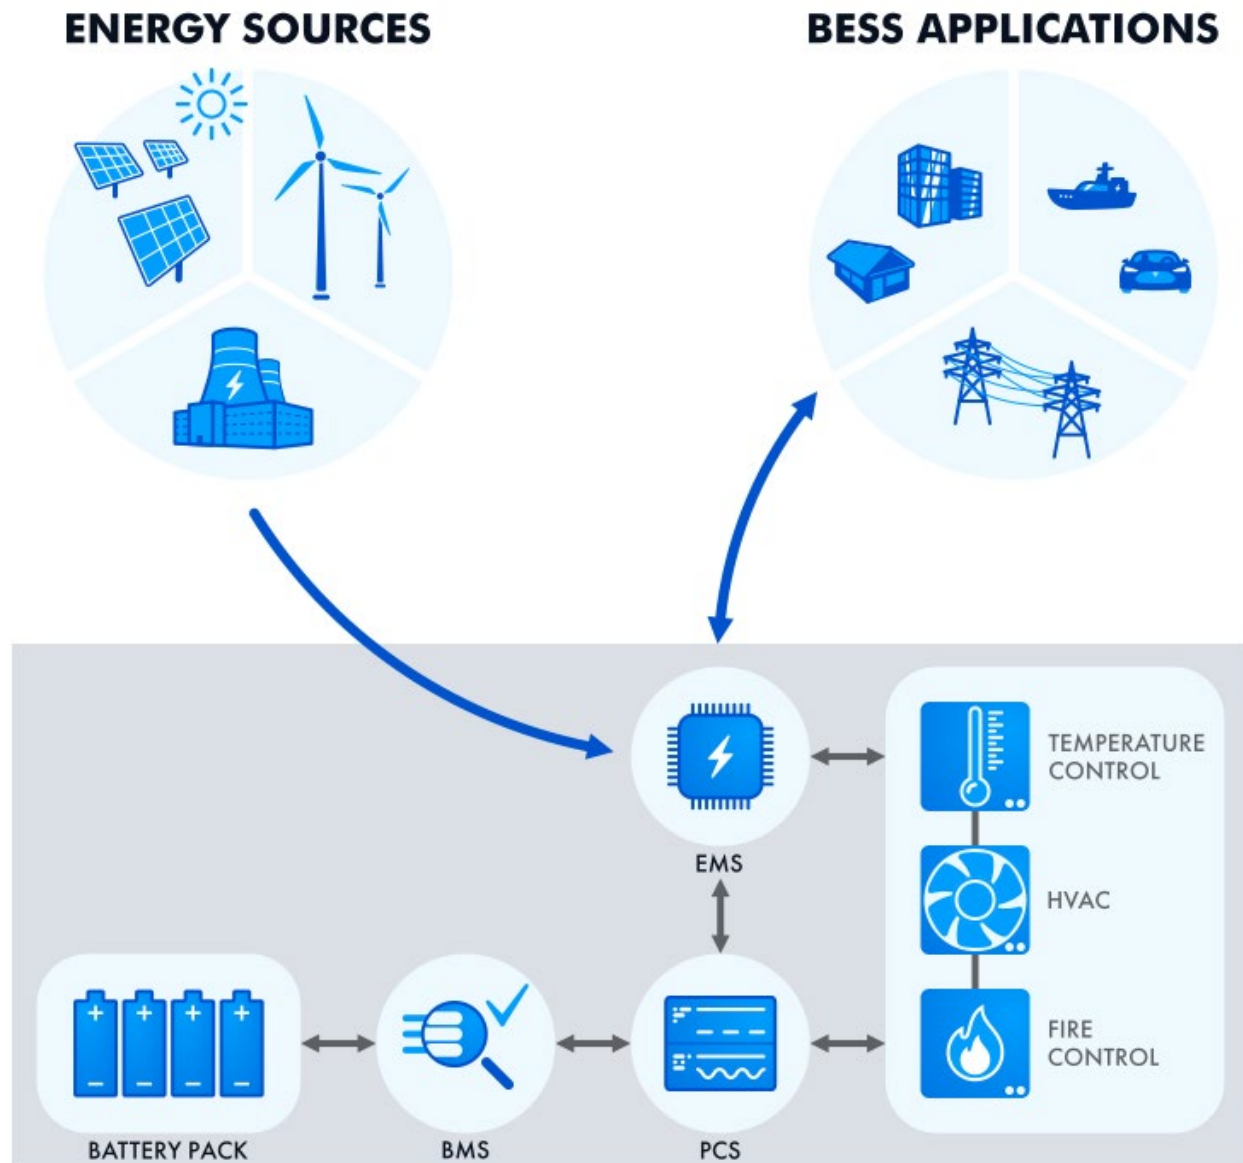 ENERGY SOURCES
BESS APPLICATIONS
EMS
TEMPERATURE
CONTROL
HVAC
FIRE
CONTROL
BATTERY PACK
BMS
PCS